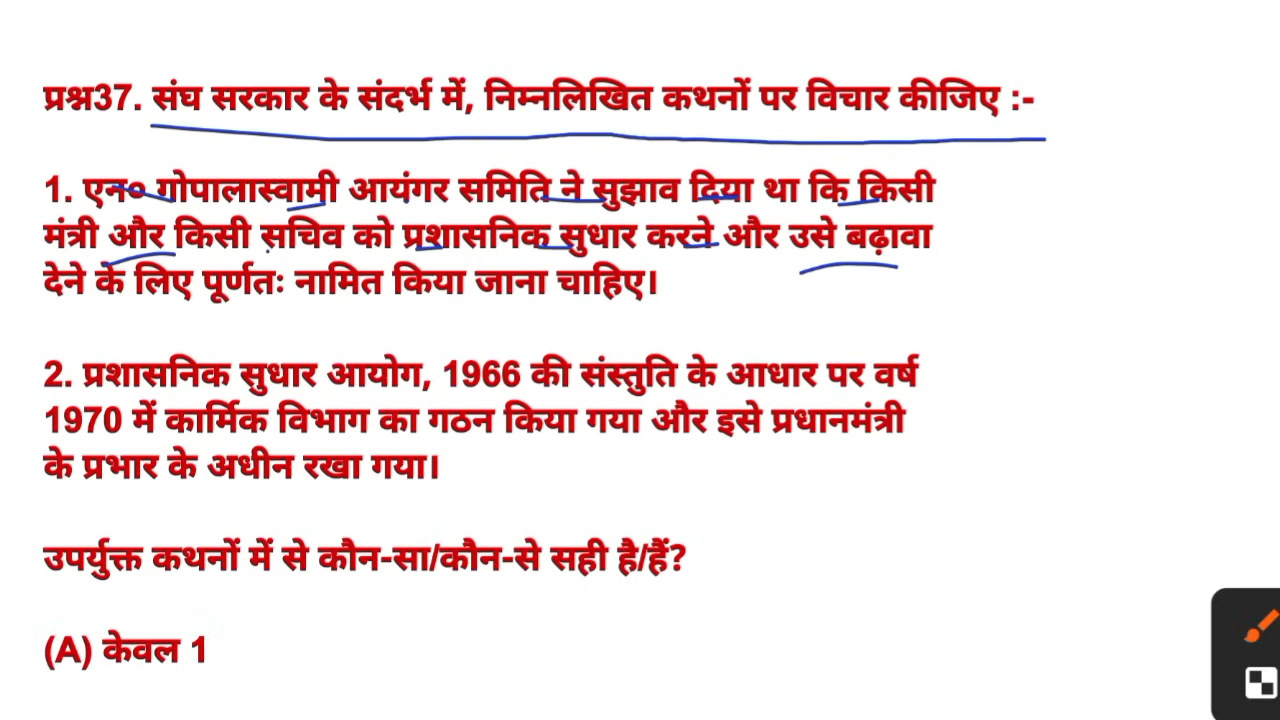 प्रश्न37. संघ सरकार के संदर्भ में, निम्नलिखित कथनों पर विचार कीजिए :-
1. एन० गोपालास्वामी आयंगर समिति ने सुझाव दिया था कि किसी
मंत्री और किसी सचिव को प्रशासनिक सुधार करने और उसे बढ़ावा
देने के लिए पूर्णतः नामित किया जाना चाहिए।
2. प्रशासनिक सुधार आयोग, 1966 की संस्तुति के आधार पर वर्ष
1970 में कार्मिक विभाग का गठन किया गया और इसे प्रधानमंत्री
के प्रभार के अधीन रखा गया।
उपर्युक्त कथनों में से कौन-सा/कौन-से सही है/हैं?
(A) केवल 1